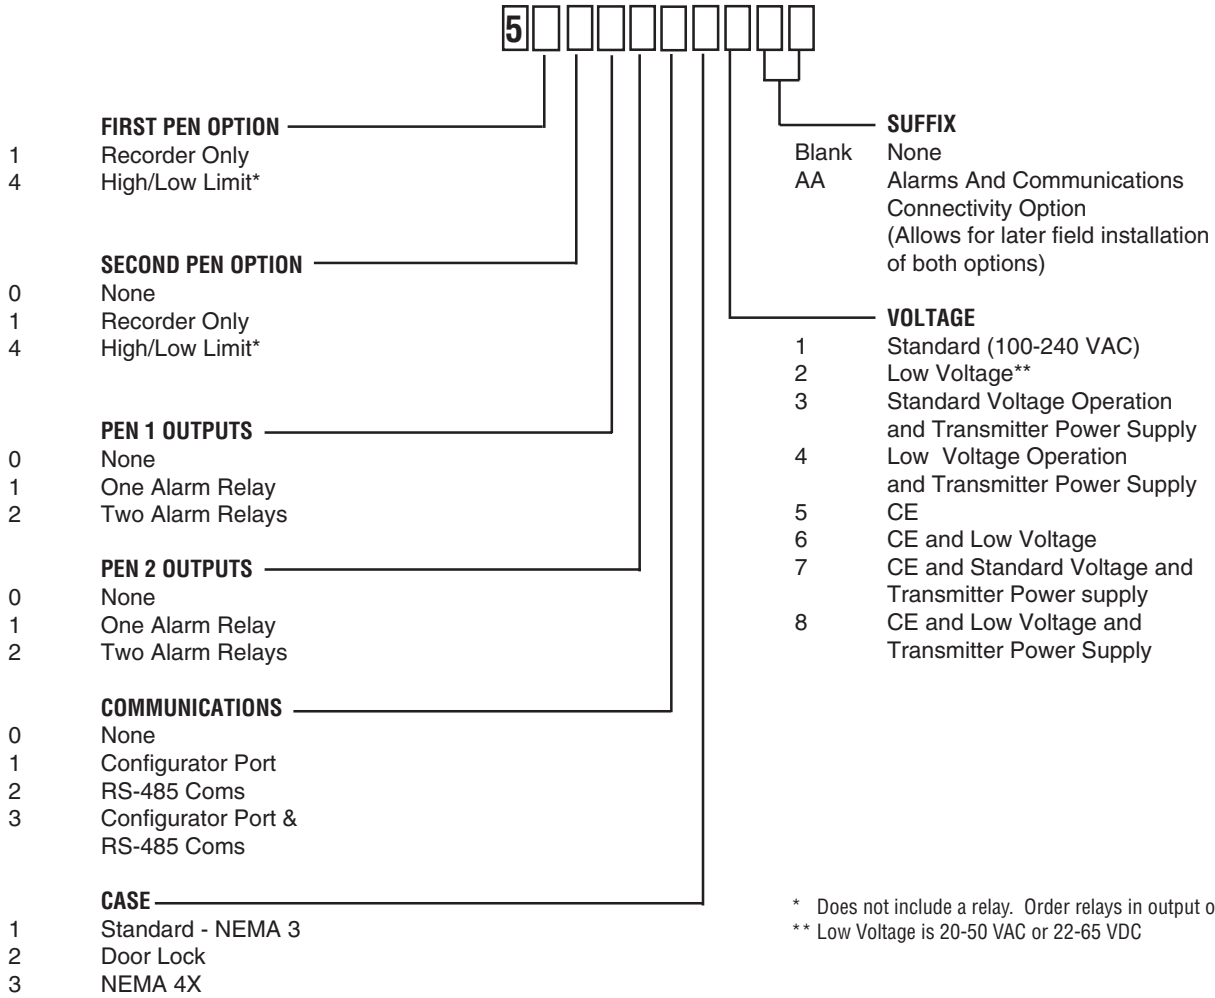 5
FIRST PEN OPTION
1 Recorder Only
4 High/Low Limit*
SECOND PEN OPTION
0 None
1 Recorder Only
4 High/Low Limit*
PEN 1 OUTPUTS
0 None
1 One Alarm Relay
2 Two Alarm Relays
PEN 2 OUTPUTS
0 None
1 One Alarm Relay
2 Two Alarm Relays
COMMUNICATIONS
0 None
1 Configurator Port
2 RS-485 Coms
3 Configurator Port &
RS-485 Coms
CASE
1 Standard - NEMA 3
2 Door Lock
3 NEMA 4X
SUFFIX
Blank None
AA Alarms And Communications
Connectivity Option
(Allows for later field installation
of both options)
VOLTAGE
1 Standard (100-240 VAC)
2 Low Voltage**
3 Standard Voltage Operation
and Transmitter Power Supply
4 Low Voltage Operation
and Transmitter Power Supply
5 CE
6 CE and Low Voltage
7 CE and Standard Voltage and
Transmitter Power supply
8 CE and Low Voltage and
Transmitter Power Supply
* Does not include a relay. Order relays in output o
** Low Voltage is 20-50 VAC or 22-65 VDC